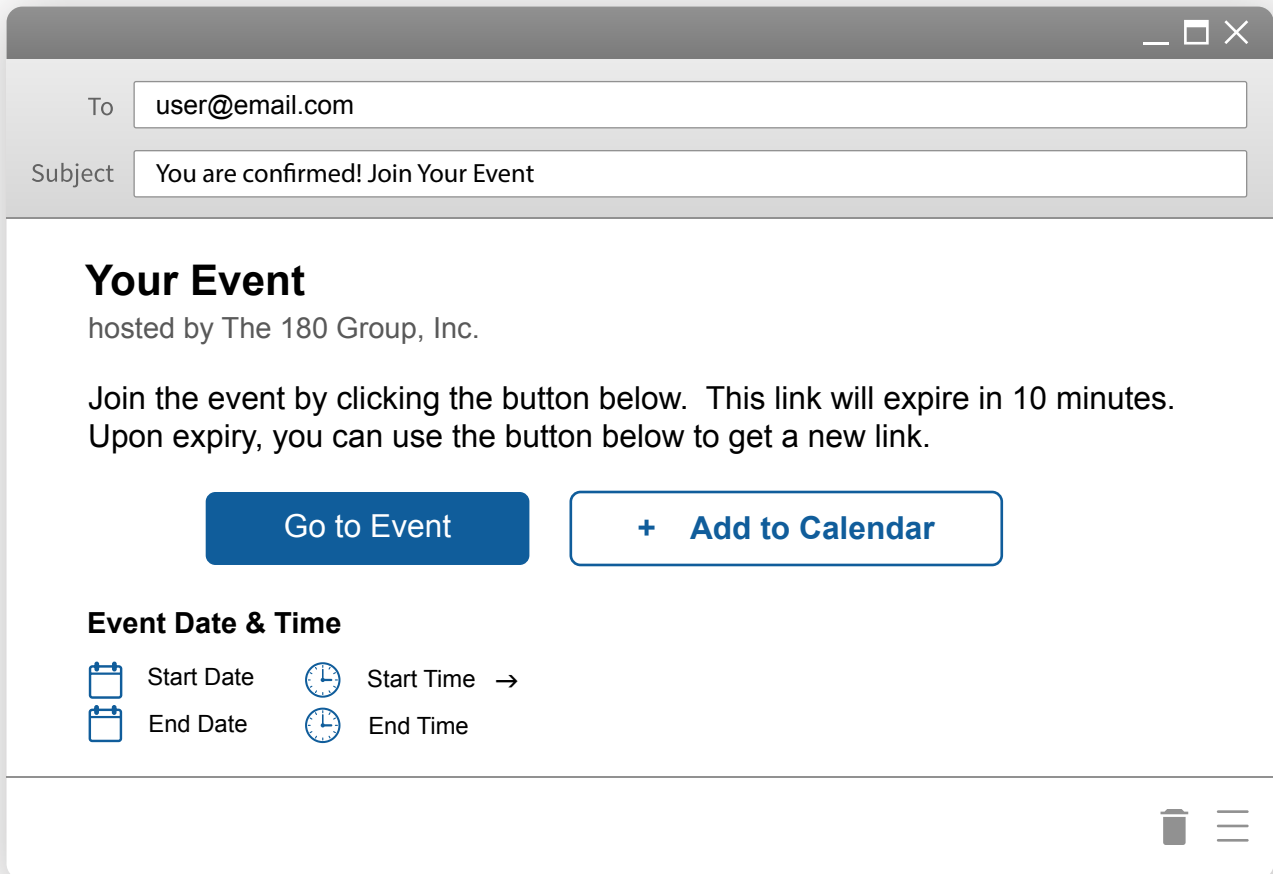 To user@email.com
Subject You are confirmed! Join Your Event
Your Event
hosted by The 180 Group, Inc.
Join the event by clicking the button below.  This link will expire in 10 minutes.
Upon expiry, you can use the button below to get a new link.
Go to Event + Add to Calendar
Event Date & Time
Start Date Start Time →
End Date End Time